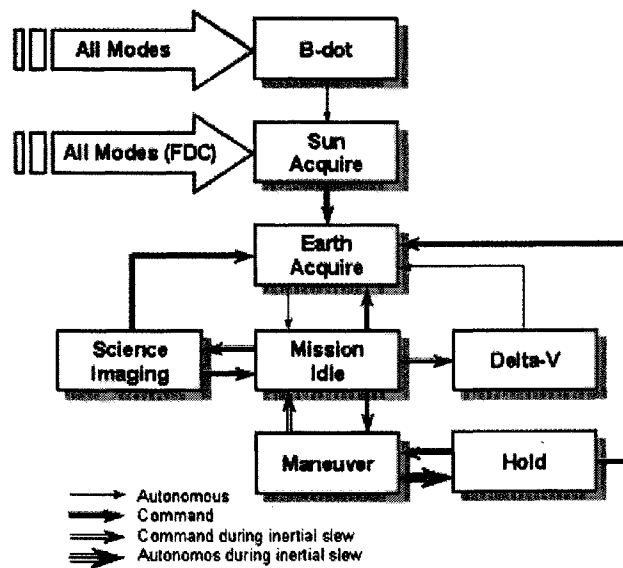 All Modes
B-dot
All Modes (FDC)
Sun
Acquire
Earth
Acquire
Science
Imaging
Mission
Idle
Delta-V
Maneuver
Hold
Autonomous
Command
Command during inertial slew
Autonomos during inertial slew